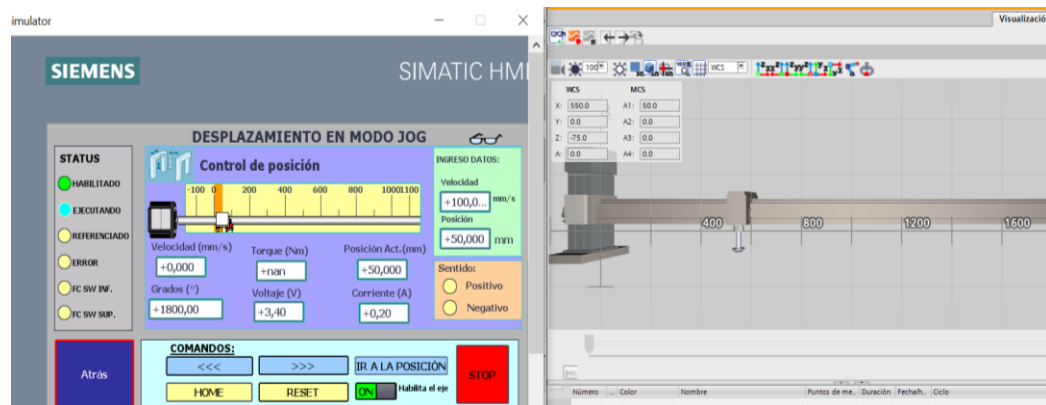 imulator
SIEMENS
SIMATIC HMI
DESPLAZAMIENTO EN MODO JOG
STATUS
HABILITADO
EJECUTANDO
REFERENCIADO
ERROR
FC SW INF.
FC SW SUP.
Control de posición
-100 0 200 400 600 800 1000 1100
Velocidad (mm/s)
+0,000
Torque (Nm)
+nan
Posición Act.(mm)
+50,000
Grados (°)
+1800,00
Voltaje (V)
+3,40
Corriente (A)
+0,20
INGRESO DATOS:
Velocidad
+100,0... mm/s
Posición
+50,000 mm
Sentido:
Positivo
Negativo
Atrás
COMANDOS:
<<< >>> IR A LA POSICIÓN
HOME RESET ON Habilita el eje
STOP
Visualizació
100%
WCS
WCS MCS
X: 550.0 A1: 50.0
Y: 0.0 A2: 0.0
Z: -75.0 A3: 0.0
A: 0.0 A4: 0.0
400 800 1200 1600
Número ... Color Nombre Puntos de me.. Duración Fecha/h.. Ciclo